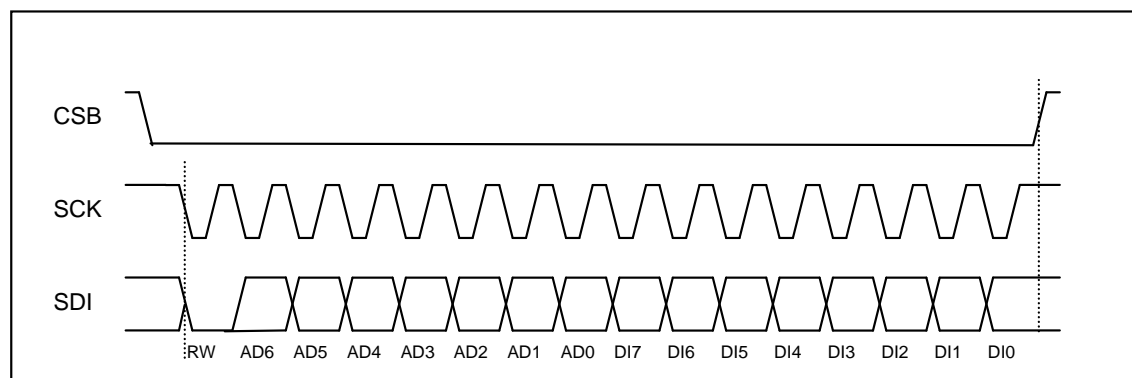 CSB
SCK
SDI
RW AD6 AD5 AD4 AD3 AD2 AD1 AD0 DI7 DI6 DI5 DI4 DI3 DI2 DI1 DI0